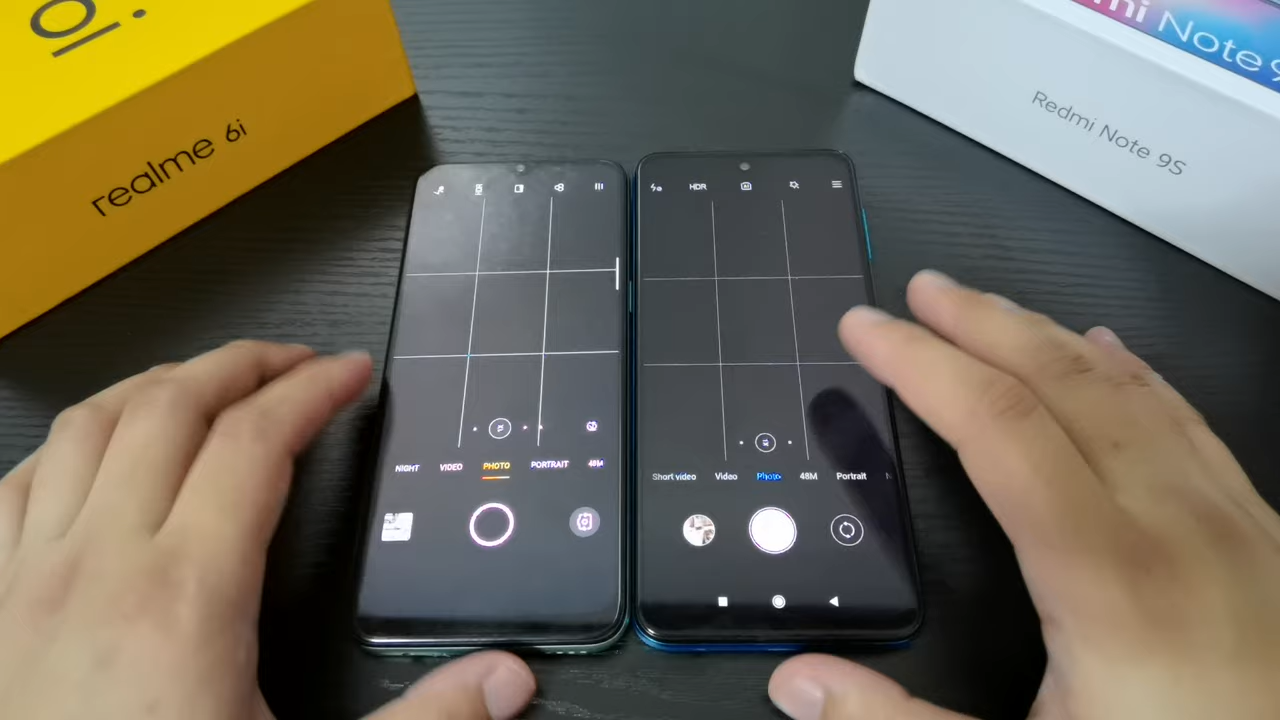 realme 6i
mi Note 9
Redmi Note 9S
HDR
NIGHT VIDEO PHOTO PORTRAIT 48M
Short video Video Photo 48M Portrait N